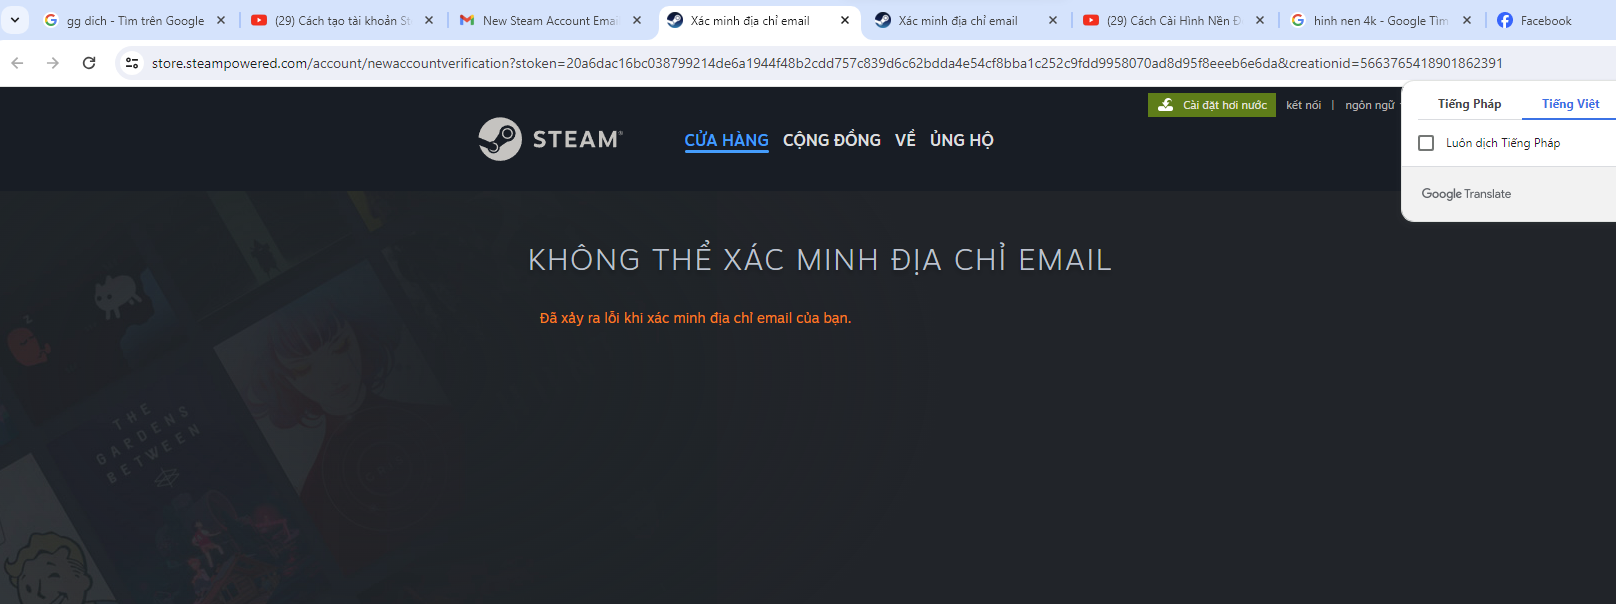 gg dich - Tìm trên Google
(29) Cách tạo tài khoản St
New Steam Account Email
Xác minh địa chỉ email
Xác minh địa chỉ email
(29) Cách Cài Hình Nền Đ
hinh nen 4k - Google Tìm
Facebook
store.steampowered.com/account/newaccountverification?stoken=20a6dac16bc038799214de6a1944f48b2cdd757c839d6c62bdda4e54cf8bba1c252c9fdd9958070ad8d95f8eeeb6e6da&creationid=5663765418901862391
Cài đặt hơi nước
kết nối | ngôn ngữ
Tiếng Pháp
Tiếng Việt
Luôn dịch Tiếng Pháp
Google Translate
STEAM®
CỬA HÀNG
CỘNG ĐỒNG
VỀ
ỦNG HỘ
KHÔNG THỂ XÁC MINH ĐỊA CHỈ EMAIL
Đã xảy ra lỗi khi xác minh địa chỉ email của bạn.
THE
GARDENS
BETWEEN